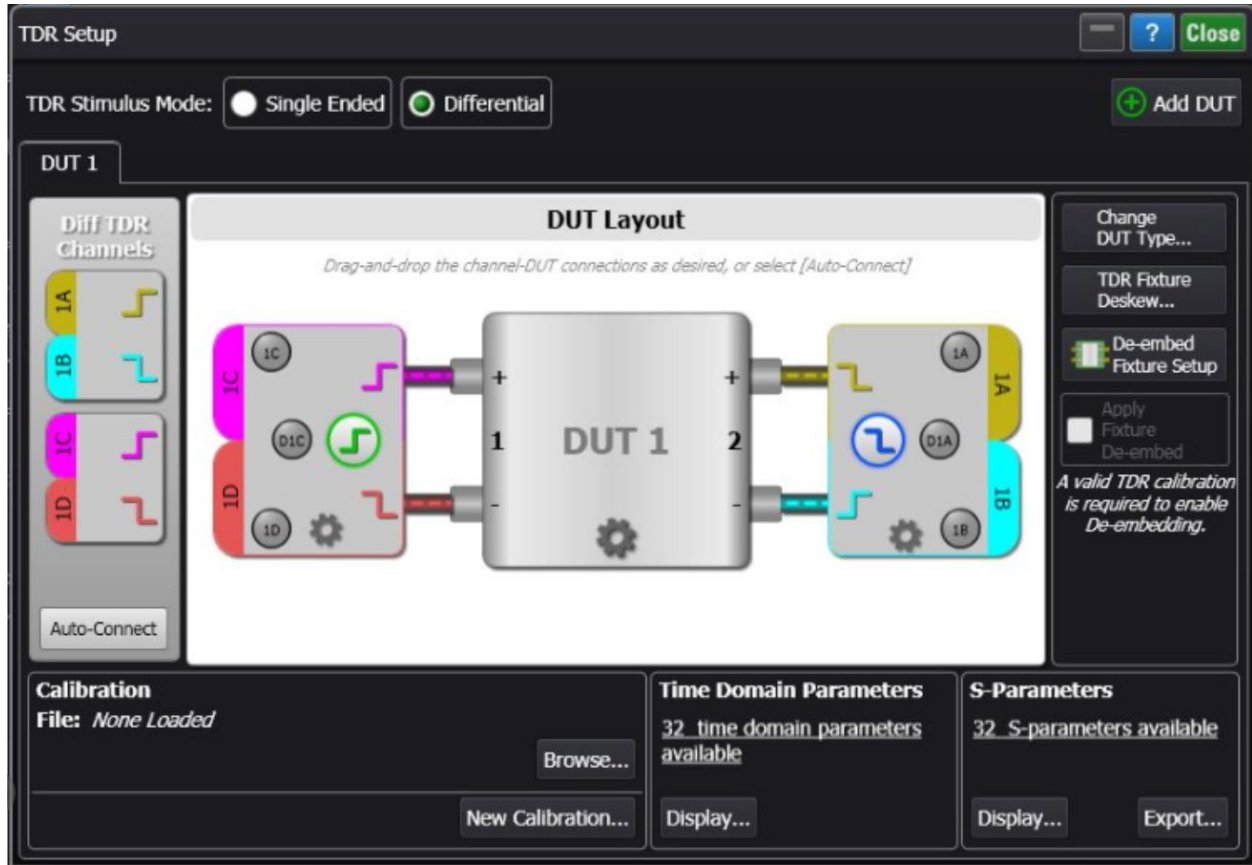 TDR Setup
?
Close
TDR Stimulus Mode:
Single Ended
Differential
Add DUT
DUT 1
Diff TDR
Channels
1A
1B
1C
1D
Auto-Connect
DUT Layout
Drag-and-drop the channel-DUT connections as desired, or select [Auto-Connect]
1C
1D
1C
D1C
1D
+
1
-
DUT 1
+
2
-
1A
D1A
1B
1A
1B
Change
DUT Type...
TDR Fixture
Deskew...
De-embed
Fixture Setup
Apply
Fixture
De-embed
A valid TDR calibration
is required to enable
De-embedding.
Calibration
File: None Loaded
Browse...
New Calibration...
Time Domain Parameters
32 time domain parameters
available
Display...
S-Parameters
32 S-parameters available
Display...
Export...